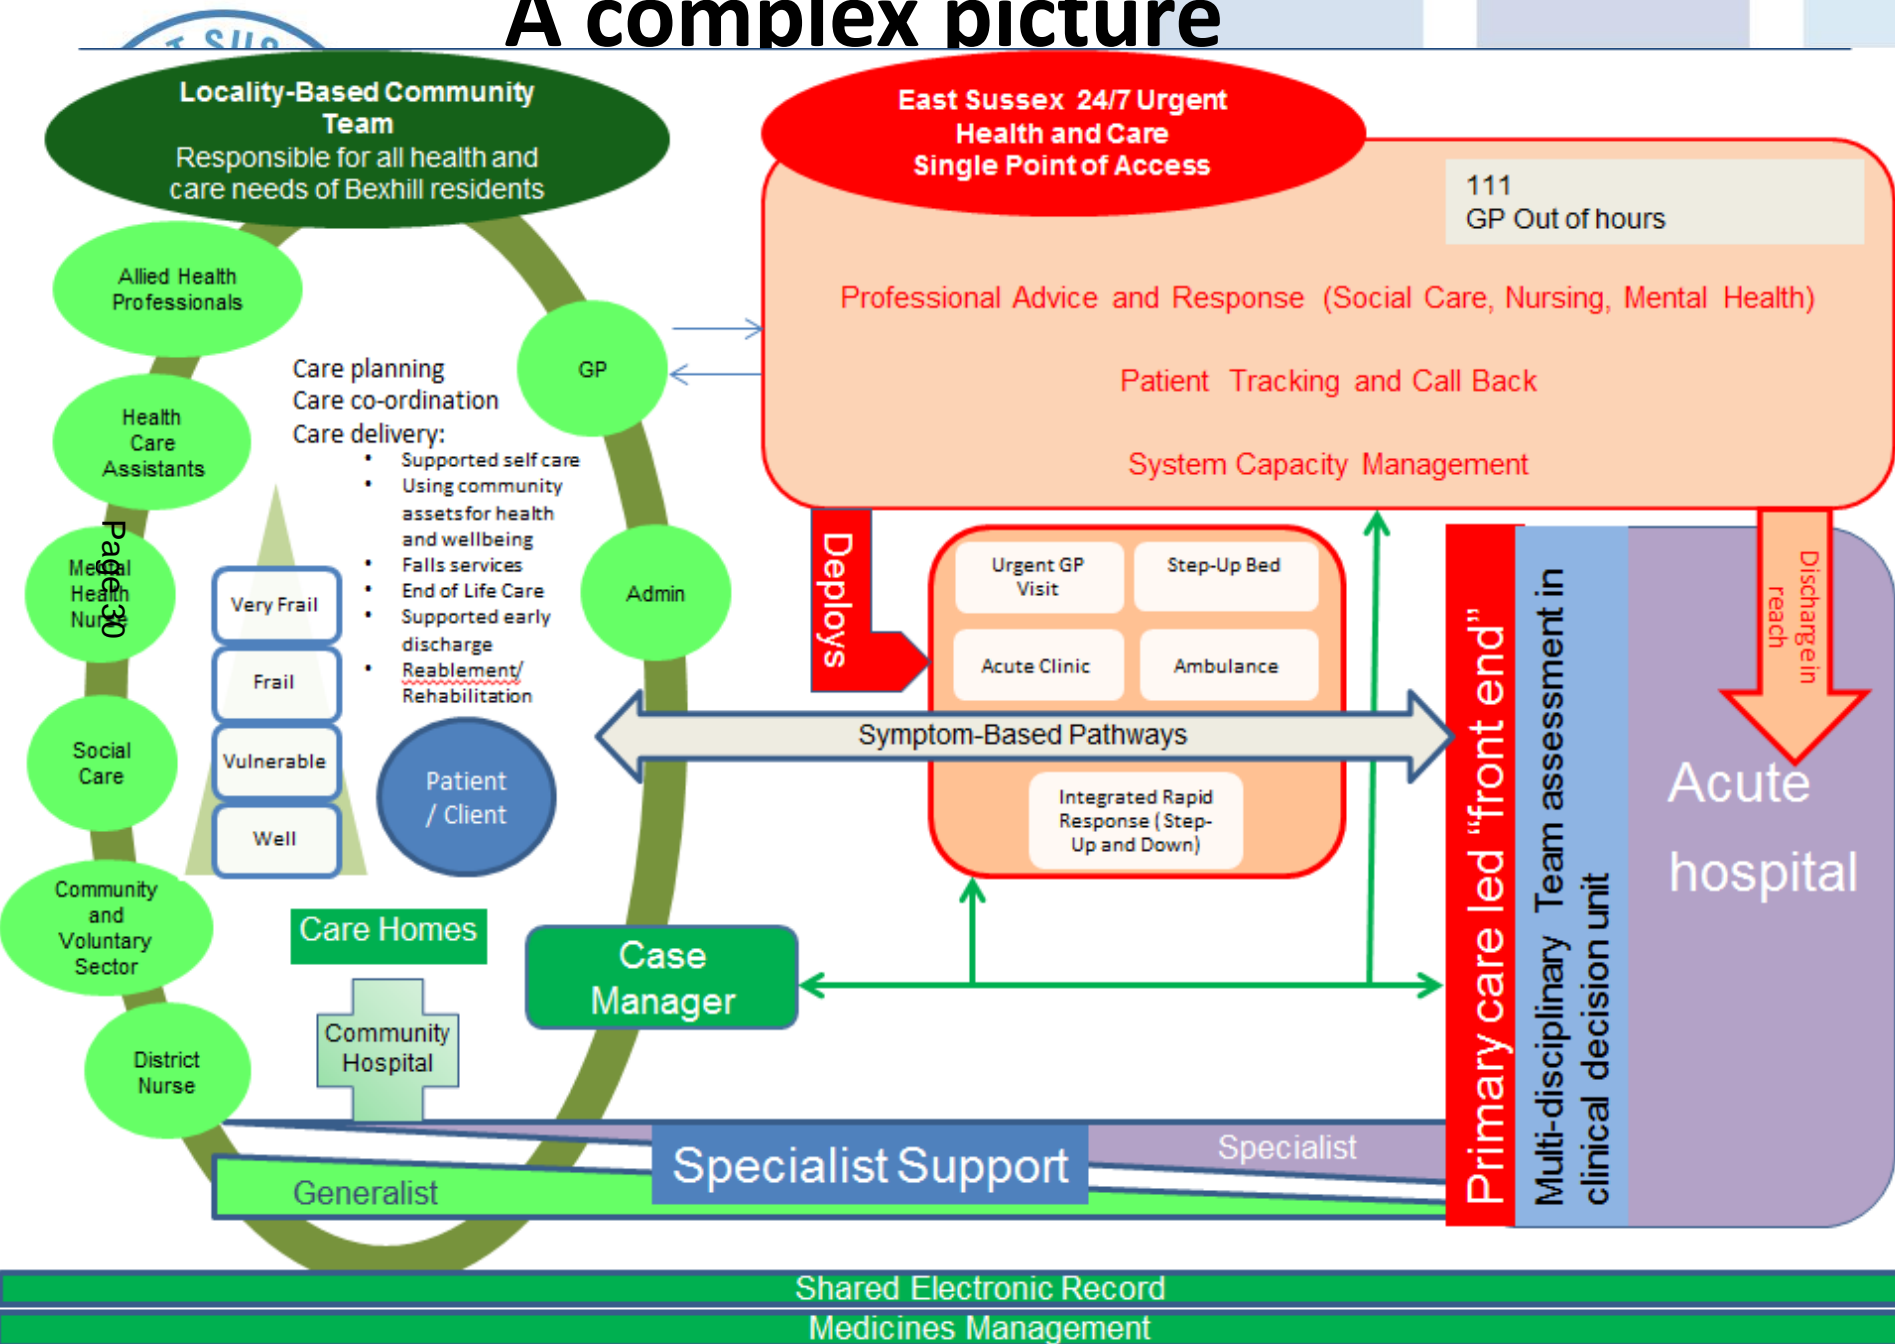 A complex picture
T SUS
Locality-Based Community
Team
Responsible for all health and
care needs of Bexhill residents
East Sussex 24/7 Urgent
Health and Care
Single Point of Access
111
GP Out of hours
Professional Advice and Response (Social Care, Nursing, Mental Health)
Patient Tracking and Call Back
System Capacity Management
Allied Health
Professionals
Health
Care
Assistants
Mental
Health
Nurse
Page 30
Social
Care
Community
and
Voluntary
Sector
District
Nurse
GP
Admin
Care planning
Care co-ordination
Care delivery:
• Supported self care
• Using community
assetsfor health
and wellbeing
• Falls services
• End of Life Care
• Supported early
discharge
• Reablement/
Rehabilitation
Very Frail
Frail
Vulnerable
Well
Patient
/ Client
Care Homes
Community
Hospital
Case
Manager
Deploys
Urgent GP
Visit
Step-Up Bed
Acute Clinic
Ambulance
Symptom-Based Pathways
Integrated Rapid
Response (Step-
Up and Down)
Primary care led “front end”
Multi-disciplinary Team assessment in
clinical decision unit
Discharge in
reach
Acute
hospital
Specialist Support
Specialist
Generalist
Shared Electronic Record
Medicines Management